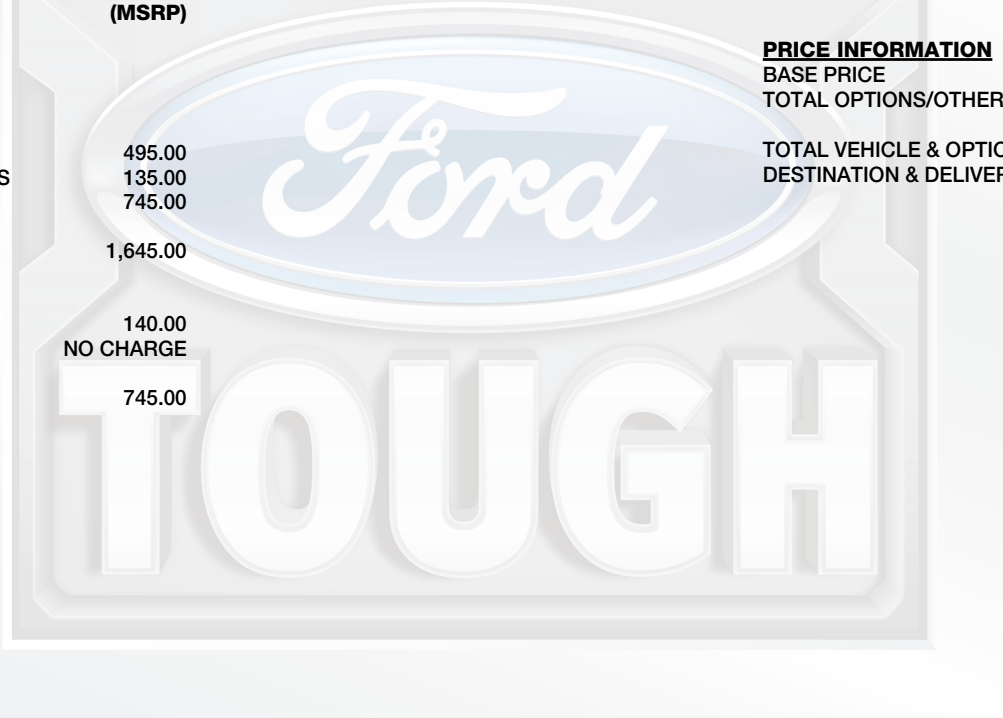 (MSRP)
495.00
S 135.00
745.00
1,645.00
140.00
NO CHARGE
745.00
PRICE INFORMATION
BASE PRICE
TOTAL OPTIONS/OTHER
TOTAL VEHICLE & OPTIO
DESTINATION & DELIVER
Ford
TOUGH